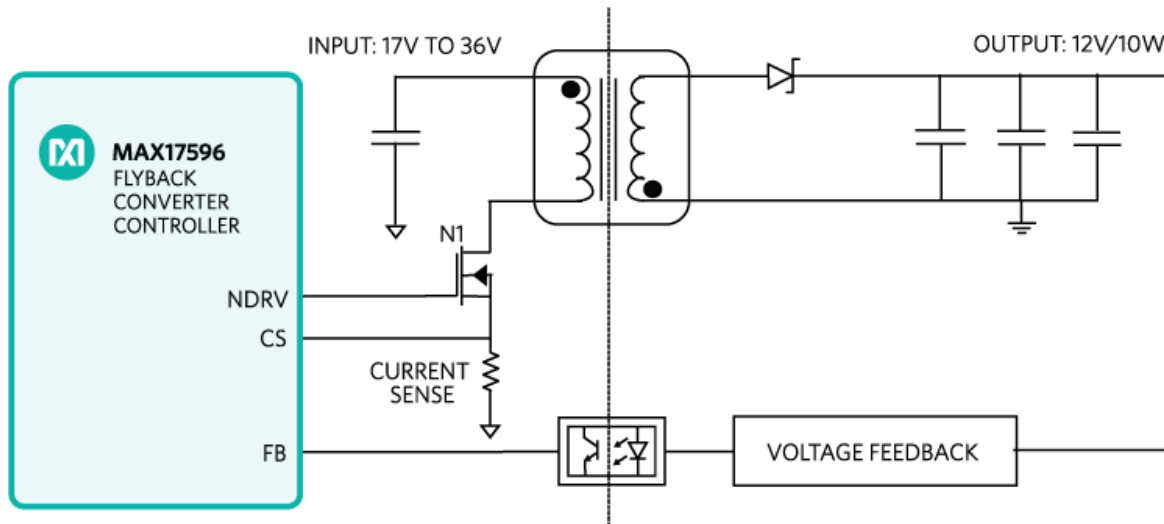 INPUT: 17V TO 36V
OUTPUT: 12V/10W
MAX17596
FLYBACK
CONVERTER
CONTROLLER
N1
NDRV
CS
CURRENT
SENSE
FB
VOLTAGE FEEDBACK